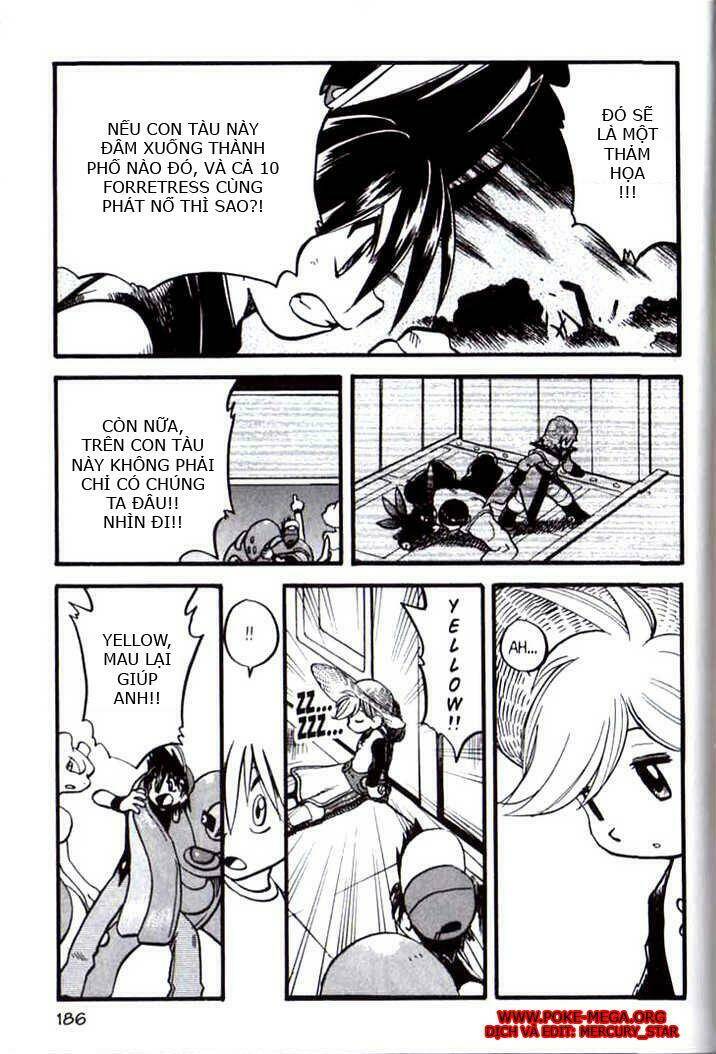 ĐÓ SẼ
LÀ MỘT
THẢM
HỌA
!!!
NẾU CON TÀU NÀY
ĐÂM XUỐNG THÀNH
PHỐ NÀO ĐÓ, VÀ CẢ 10
FORRETRESS CÙNG
PHÁT NỔ THÌ SAO?!
CÒN NỮA,
TRÊN CON TÀU
NÀY KHÔNG PHẢI
CHỈ CÓ CHÚNG
TA ĐÂU!!
NHÌN ĐI!!
AH...
YELLOW!!
ZZ...
ZZZ...
!!
YELLOW,
MAU LẠI
GIÚP
ANH!!
186
WWW.POKE-MEGA.ORG
DỊCH VÀ EDIT: MERCURY_STAR